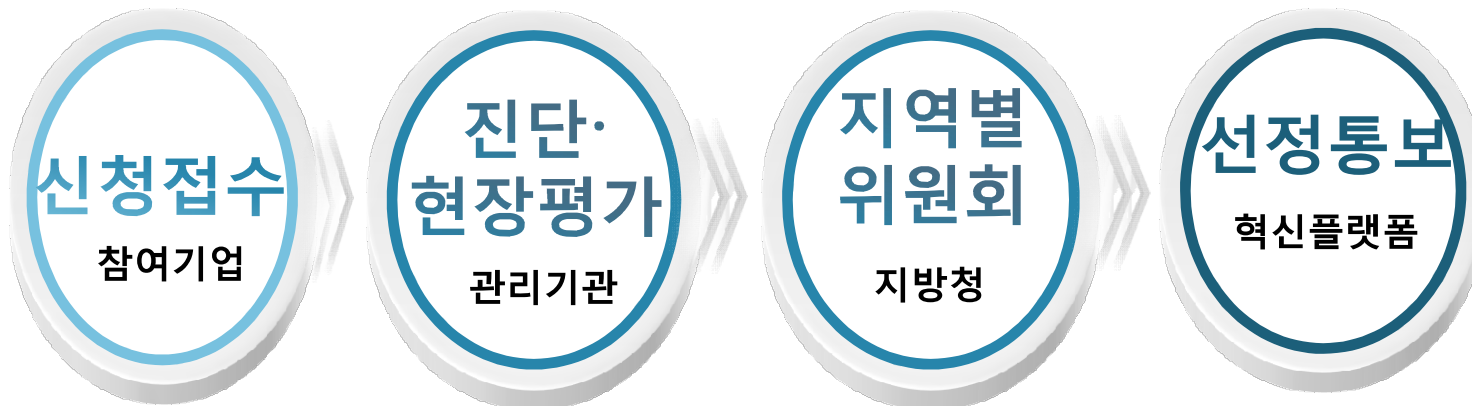 신청접수
참여기업
진단·
현장평가
관리기관
지역별
위원회
지방청
선정통보
혁신플랫폼